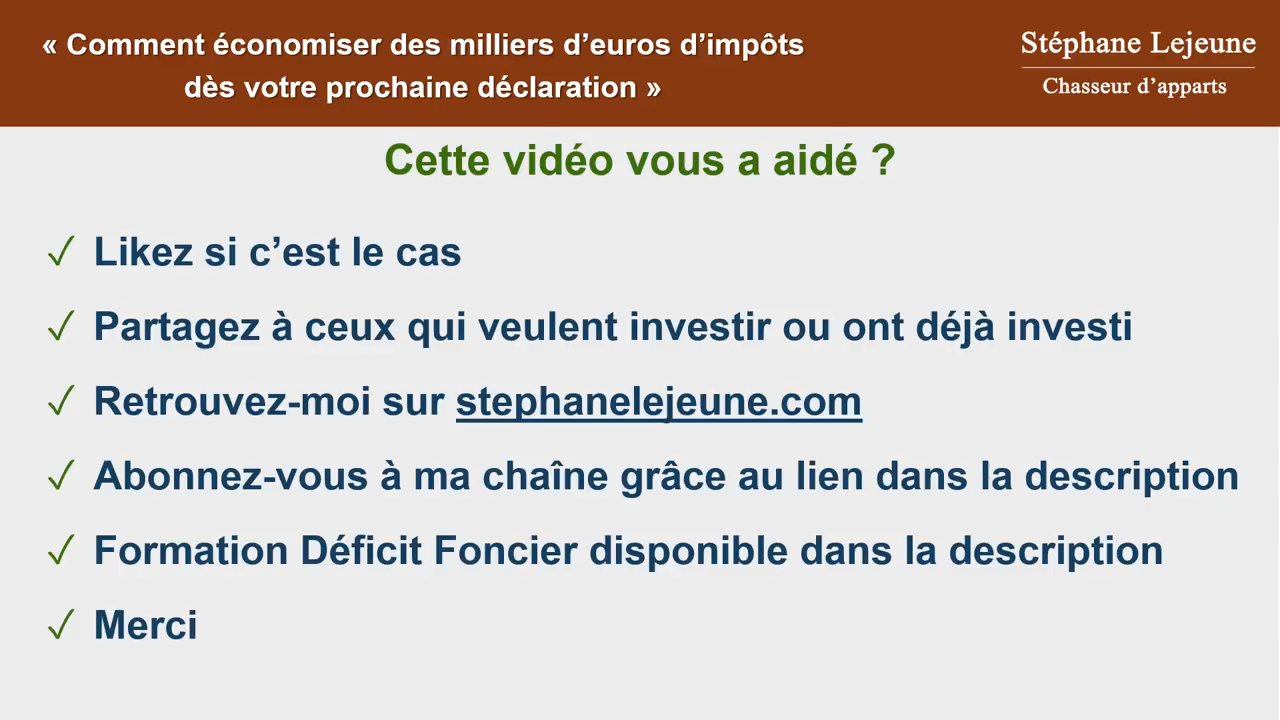 « Comment économiser des milliers d’euros d’impôts
dès votre prochaine déclaration »
Stéphane Lejeune
Chasseur d’apparts
Cette vidéo vous a aidé ?
✓ Likez si c’est le cas
✓ Partagez à ceux qui veulent investir ou ont déjà investi
✓ Retrouvez-moi sur stephanelejeune.com
✓ Abonnez-vous à ma chaîne grâce au lien dans la description
✓ Formation Déficit Foncier disponible dans la description
✓ Merci